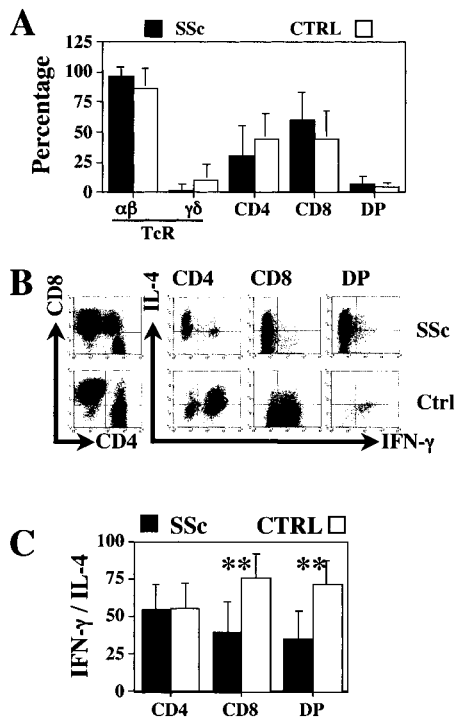 A
SSc CTRL
Percentage
125
100
75
50
25
0
αβ γδ CD4 CD8 DP
TcR
B
CD8
IL-4
CD4 CD8 DP
SSc
Ctrl
CD4
IFN-γ
C
SSc CTRL
IFN-γ / IL-4
100
75
50
25
0
** **
CD4 CD8 DP